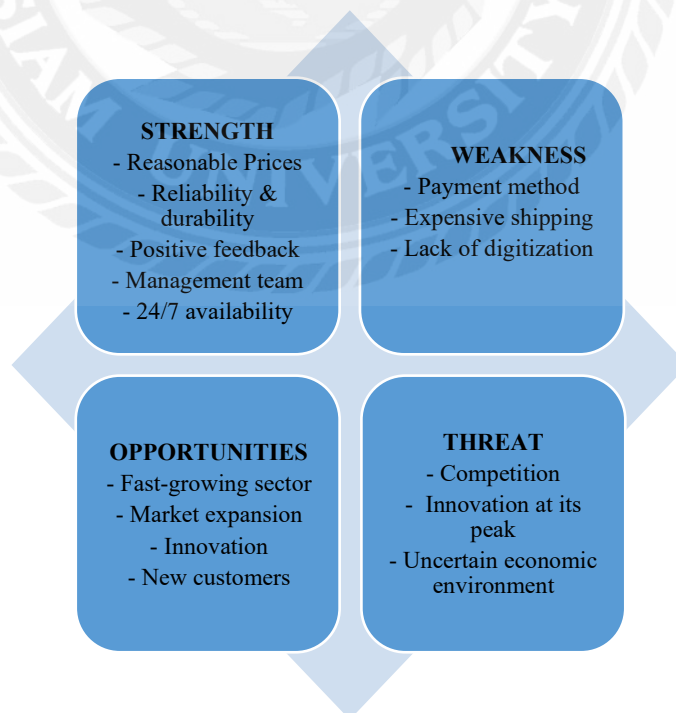 SIAM UNIVERSITY
STRENGTH
- Reasonable Prices
- Reliability &
durability
- Positive feedback
- Management team
- 24/7 availability
WEAKNESS
- Payment method
- Expensive shipping
- Lack of digitization
OPPORTUNITIES
- Fast-growing sector
- Market expansion
- Innovation
- New customers
THREAT
- Competition
- Innovation at its
peak
- Uncertain economic
environment